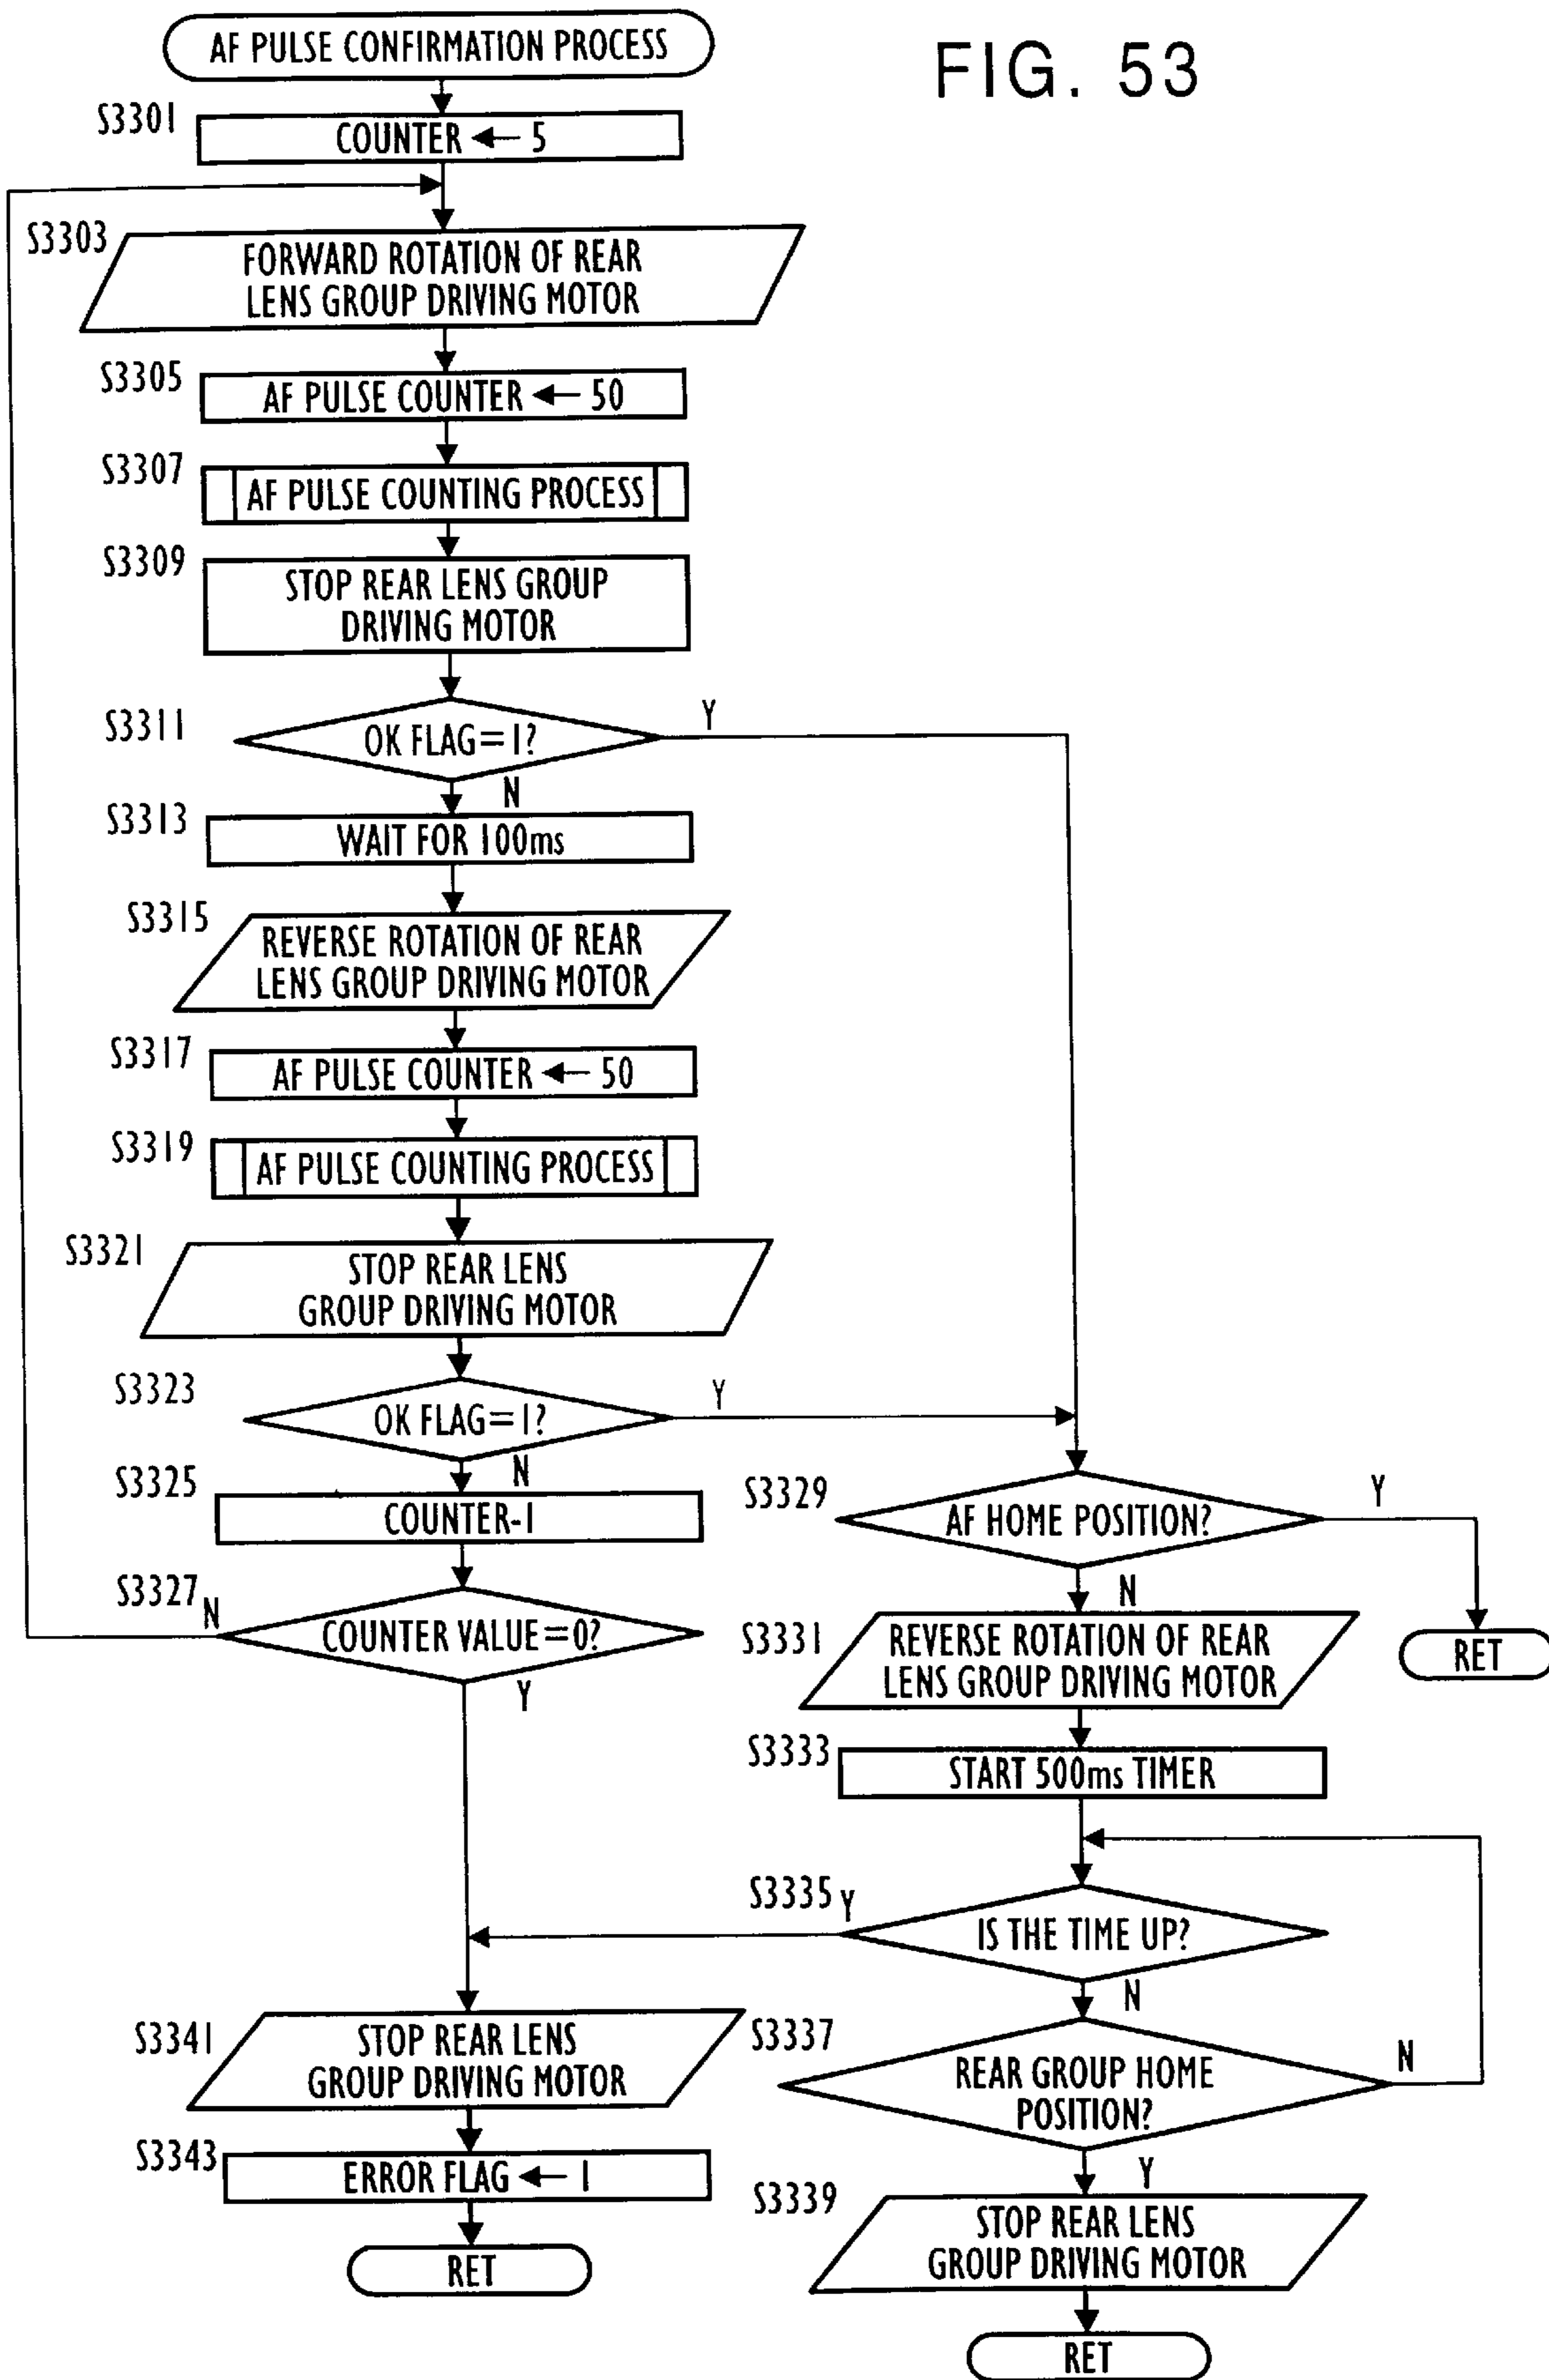 AF PULSE CONFIRMATION PROCESS
FIG. 53
S3301
COUNTER ← 5
S3303
FORWARD ROTATION OF REAR
LENS GROUP DRIVING MOTOR
S3305
AF PULSE COUNTER ← 50
S3307
AF PULSE COUNTING PROCESS
S3309
STOP REAR LENS GROUP
DRIVING MOTOR
S3311
OK FLAG=1?
Y
N
S3313
WAIT FOR 100ms
S3315
REVERSE ROTATION OF REAR
LENS GROUP DRIVING MOTOR
S3317
AF PULSE COUNTER ← 50
S3319
AF PULSE COUNTING PROCESS
S3321
STOP REAR LENS
GROUP DRIVING MOTOR
S3323
OK FLAG=1?
Y
N
S3325
COUNTER-1
S3327
N
COUNTER VALUE=0?
Y
S3329
AF HOME POSITION?
Y
RET
N
S3331
REVERSE ROTATION OF REAR
LENS GROUP DRIVING MOTOR
S3333
START 500ms TIMER
S3335
Y
IS THE TIME UP?
N
S3337
REAR GROUP HOME
POSITION?
N
Y
S3339
STOP REAR LENS
GROUP DRIVING MOTOR
RET
S3341
STOP REAR LENS
GROUP DRIVING MOTOR
S3343
ERROR FLAG ← 1
RET